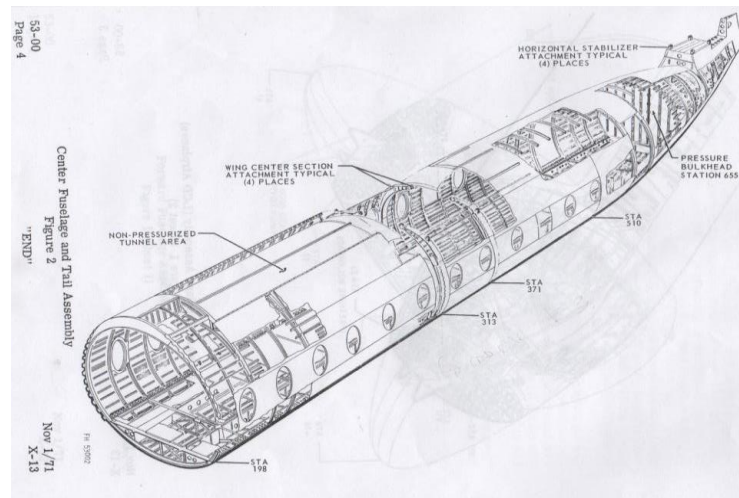 HORIZONTAL STABILIZER
ATTACHMENT TYPICAL
(4) PLACES
PRESSURE
BULKHEAD
STATION 655
WING CENTER SECTION
ATTACHMENT TYPICAL
(4) PLACES
NON-PRESSURIZED
TUNNEL AREA
STA
510
STA
371
STA
313
STA
198
FH 53002
53-00
Page 4
Center Fuselage and Tail Assembly
Figure 2
"END"
Nov 1/71
X-13